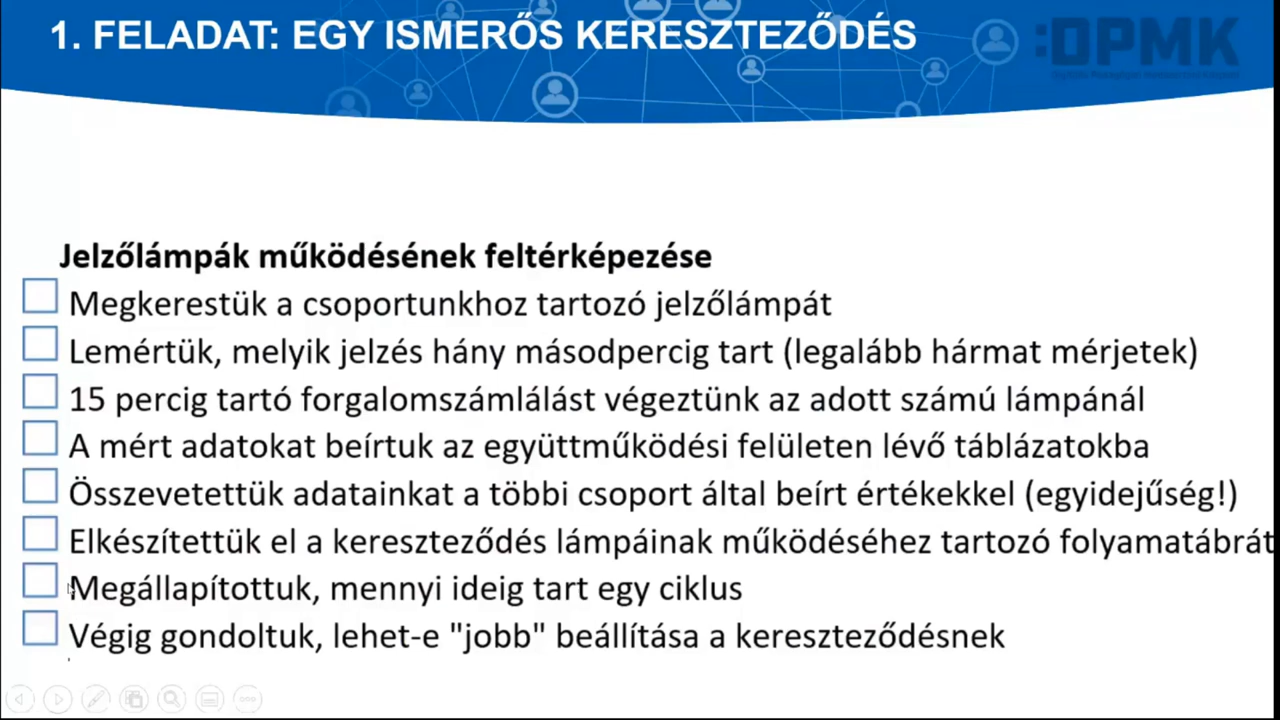 1. FELADAT: EGY ISMERŐS KERESZTEZŐDÉS
:DPMK
Jelzőlámpák működésének feltérképezése
Megkerestük a csoportunkhoz tartozó jelzőlámpát
Lemértük, melyik jelzés hány másodpercig tart (legalább hármat mérjetek)
15 percig tartó forgalomszámlálást végeztünk az adott számú lámpánál
A mért adatokat beírtuk az együttműködési felületen lévő táblázatokba
Összevetettük adatainkat a többi csoport által beírt értékekkel (egyidejűség!)
Elkészítettük el a kereszteződés lámpáinak működéséhez tartozó folyamatábrát
Megállapítottuk, mennyi ideig tart egy ciklus
Végig gondoltuk, lehet-e "jobb" beállítása a kereszteződésnek